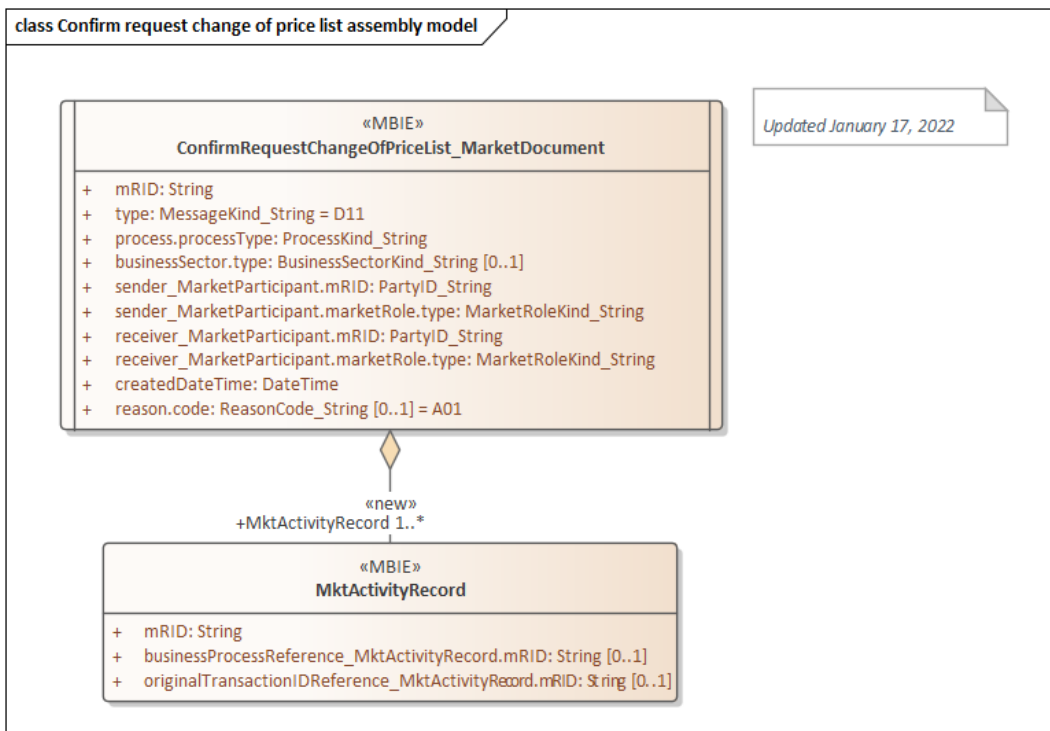 class Confirm request change of price list assembly model
Updated January 17, 2022
«MBIE»
ConfirmRequestChangeOfPriceList_MarketDocument
+ mRID: String
+ type: MessageKind_String = D11
+ process.processType: ProcessKind_String
+ businessSector.type: BusinessSectorKind_String [0..1]
+ sender_MarketParticipant.mRID: PartyID_String
+ sender_MarketParticipant.marketRole.type: MarketRoleKind_String
+ receiver_MarketParticipant.mRID: PartyID_String
+ receiver_MarketParticipant.marketRole.type: MarketRoleKind_String
+ createdDateTime: DateTime
+ reason.code: ReasonCode_String [0..1] = A01
«new»
+MktActivityRecord 1..*
«MBIE»
MktActivityRecord
+ mRID: String
+ businessProcessReference_MktActivityRecord.mRID: String [0..1]
+ originalTransactionIDReference_MktActivityRecord.mRID: String [0..1]